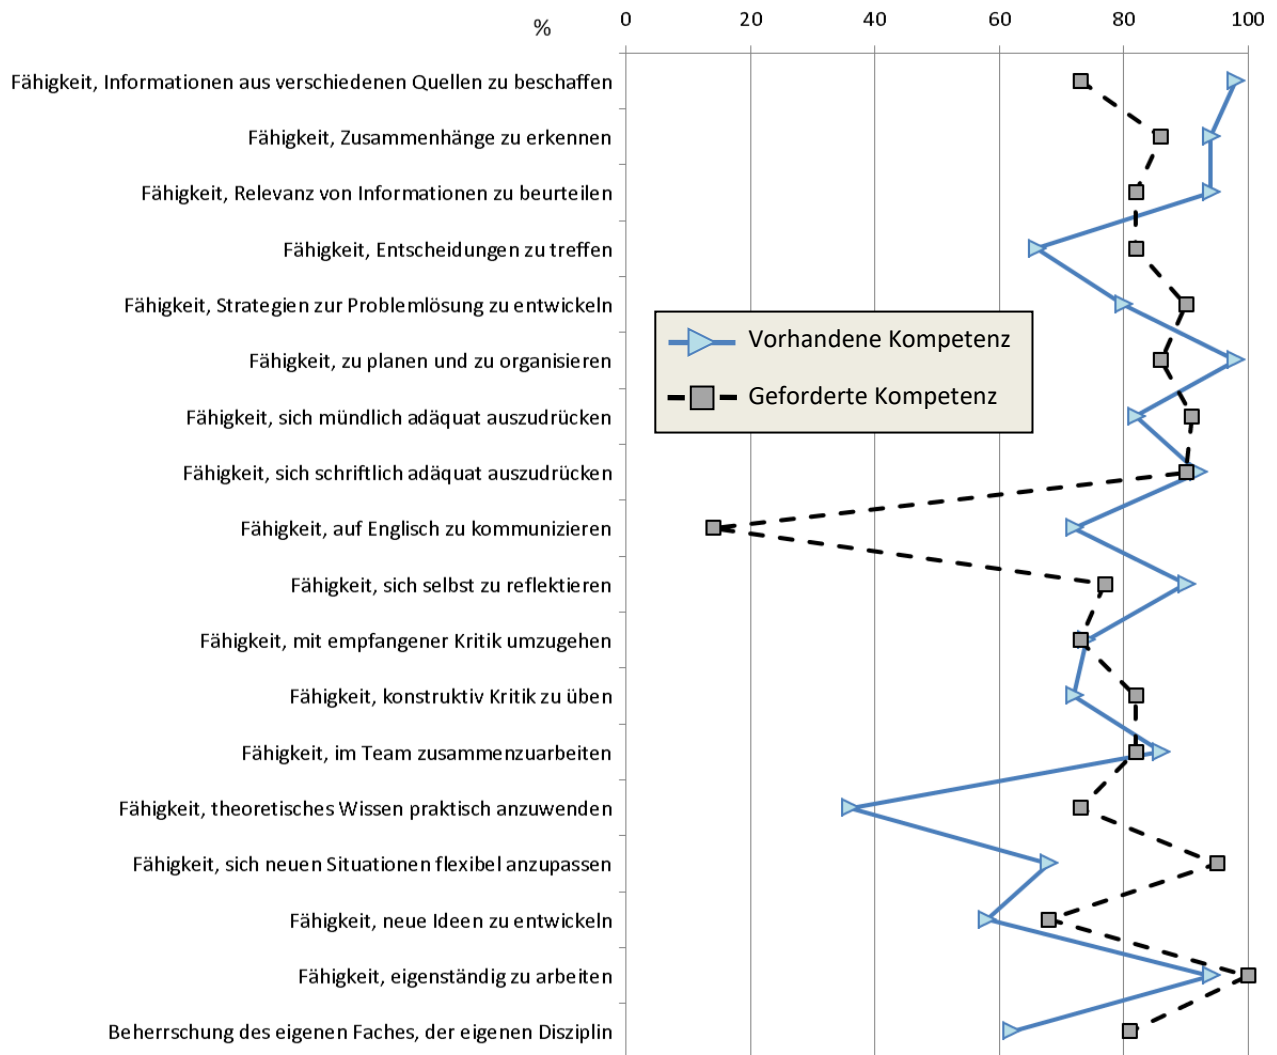 % 0 20 40 60 80 100
Fähigkeit, Informationen aus verschiedenen Quellen zu beschaffen
Fähigkeit, Zusammenhänge zu erkennen
Fähigkeit, Relevanz von Informationen zu beurteilen
Fähigkeit, Entscheidungen zu treffen
Fähigkeit, Strategien zur Problemlösung zu entwickeln
Fähigkeit, zu planen und zu organisieren
Fähigkeit, sich mündlich adäquat auszudrücken
Fähigkeit, sich schriftlich adäquat auszudrücken
Fähigkeit, auf Englisch zu kommunizieren
Fähigkeit, sich selbst zu reflektieren
Fähigkeit, mit empfangener Kritik umzugehen
Fähigkeit, konstruktiv Kritik zu üben
Fähigkeit, im Team zusammenzuarbeiten
Fähigkeit, theoretisches Wissen praktisch anzuwenden
Fähigkeit, sich neuen Situationen flexibel anzupassen
Fähigkeit, neue Ideen zu entwickeln
Fähigkeit, eigenständig zu arbeiten
Beherrschung des eigenen Faches, der eigenen Disziplin
Vorhandene Kompetenz
Geforderte Kompetenz